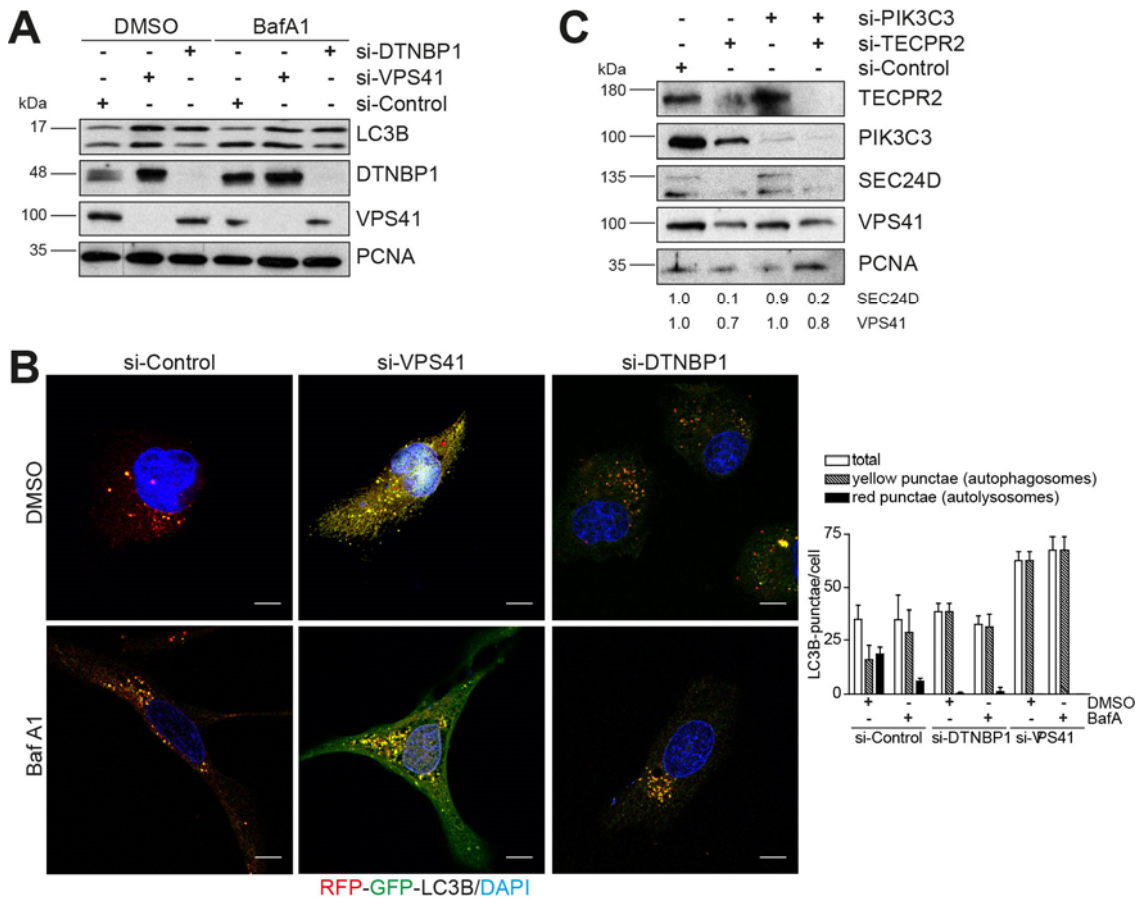 A
DMSO BafA1
- - + - - + si-DTNBP1
- + - - + - si-VPS41
+ - - + - - si-Control
kDa
17 LC3B
48 DTNBP1
100 VPS41
35 PCNA
C
- - + + si-PIK3C3
- + - + si-TECPR2
+ - - - si-Control
kDa
180 TECPR2
100 PIK3C3
135 SEC24D
100 VPS41
35 PCNA
1.0 0.1 0.9 0.2 SEC24D
1.0 0.7 1.0 0.8 VPS41
B
si-Control si-VPS41 si-DTNBP1
DMSO
Baf A1
RFP-GFP-LC3B/DAPI
total
yellow punctae (autophagosomes)
red punctae (autolysosomes)
LC3B-punctae/cell
75
50
25
0
+ - + - + - DMSO
- + - + - + BafA
si-Control si-DTNBP1 si-VPS41